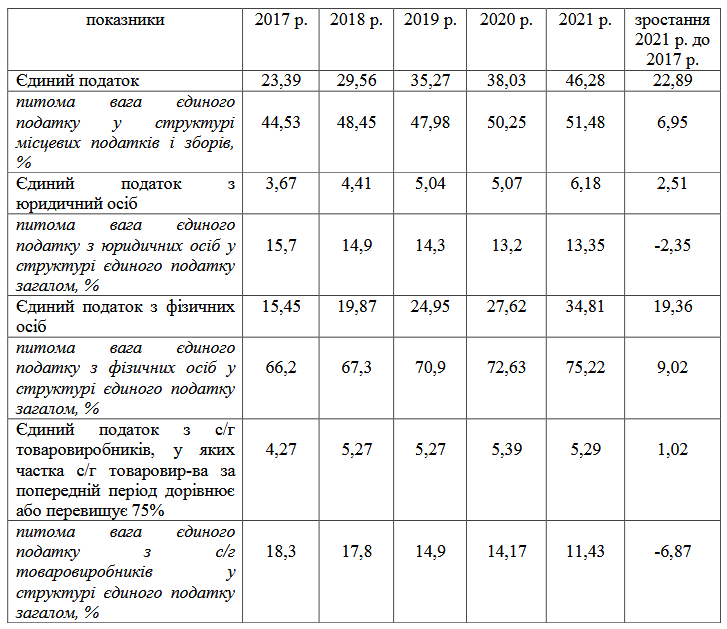 показники 2017 р. 2018 р. 2019 р. 2020 р. 2021 р. зростання
2021 р. до
2017 р.
Єдиний податок 23,39 29,56 35,27 38,03 46,28 22,89
питома вага єдиного
податку у структурі 44,53 48,45 47,98 50,25 51,48 6,95
місцевих податків і зборів,
%
Єдиний податок з 3,67 4,41 5,04 5,07 6,18 2,51
юридичний осіб
питома вага єдиного
податку з юридичних осіб у 15,7 14,9 14,3 13,2 13,35 -2,35
структурі єдиного податку
загалом, %
Єдиний податок з фізичних 15,45 19,87 24,95 27,62 34,81 19,36
осіб
питома вага єдиного
податку з фізичних осіб у 66,2 67,3 70,9 72,63 75,22 9,02
структурі єдиного податку
загалом, %
Єдиний податок з с/г
товаровиробників, у яких 4,27 5,27 5,27 5,39 5,29 1,02
частка с/г товаровир-ва за
попередній період дорівнює
або перевищує 75%
питома вага єдиного
податку з с/г 18,3 17,8 14,9 14,17 11,43 -6,87
товаровиробників у
структурі єдиного податку
загалом, %